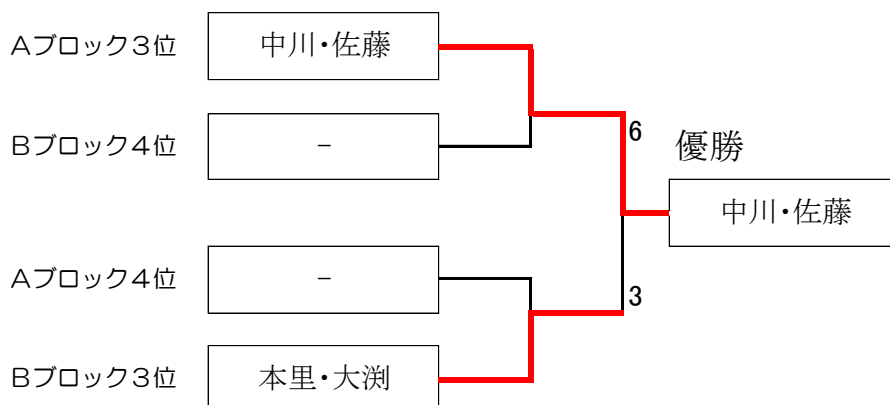 Aブロック3位 中川・佐藤
Bブロック4位 -
6
優勝
中川・佐藤
Aブロック4位 -
3
Bブロック3位 本里・大渕